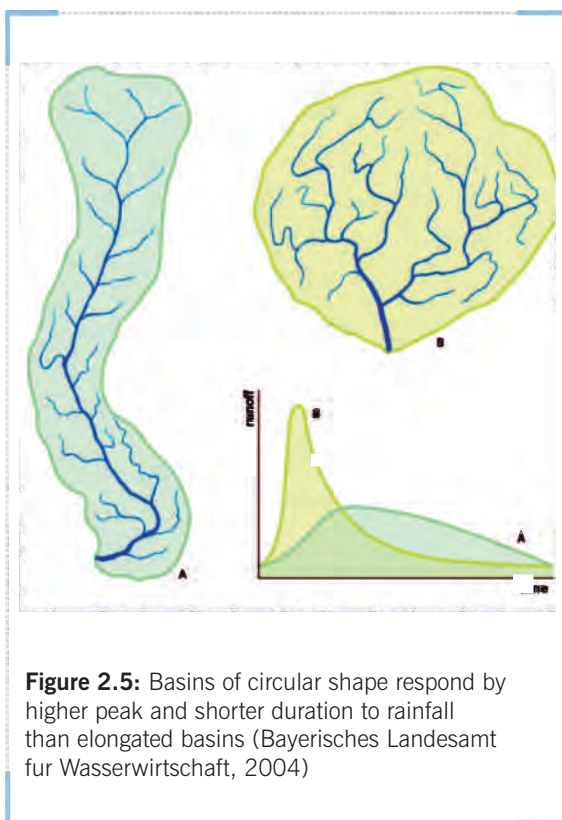 B
runoff
B
A
A
Figure 2.5: Basins of circular shape respond by
higher peak and shorter duration to rainfall
than elongated basins (Bayerisches Landesamt
fur Wasserwirtschaft, 2004)